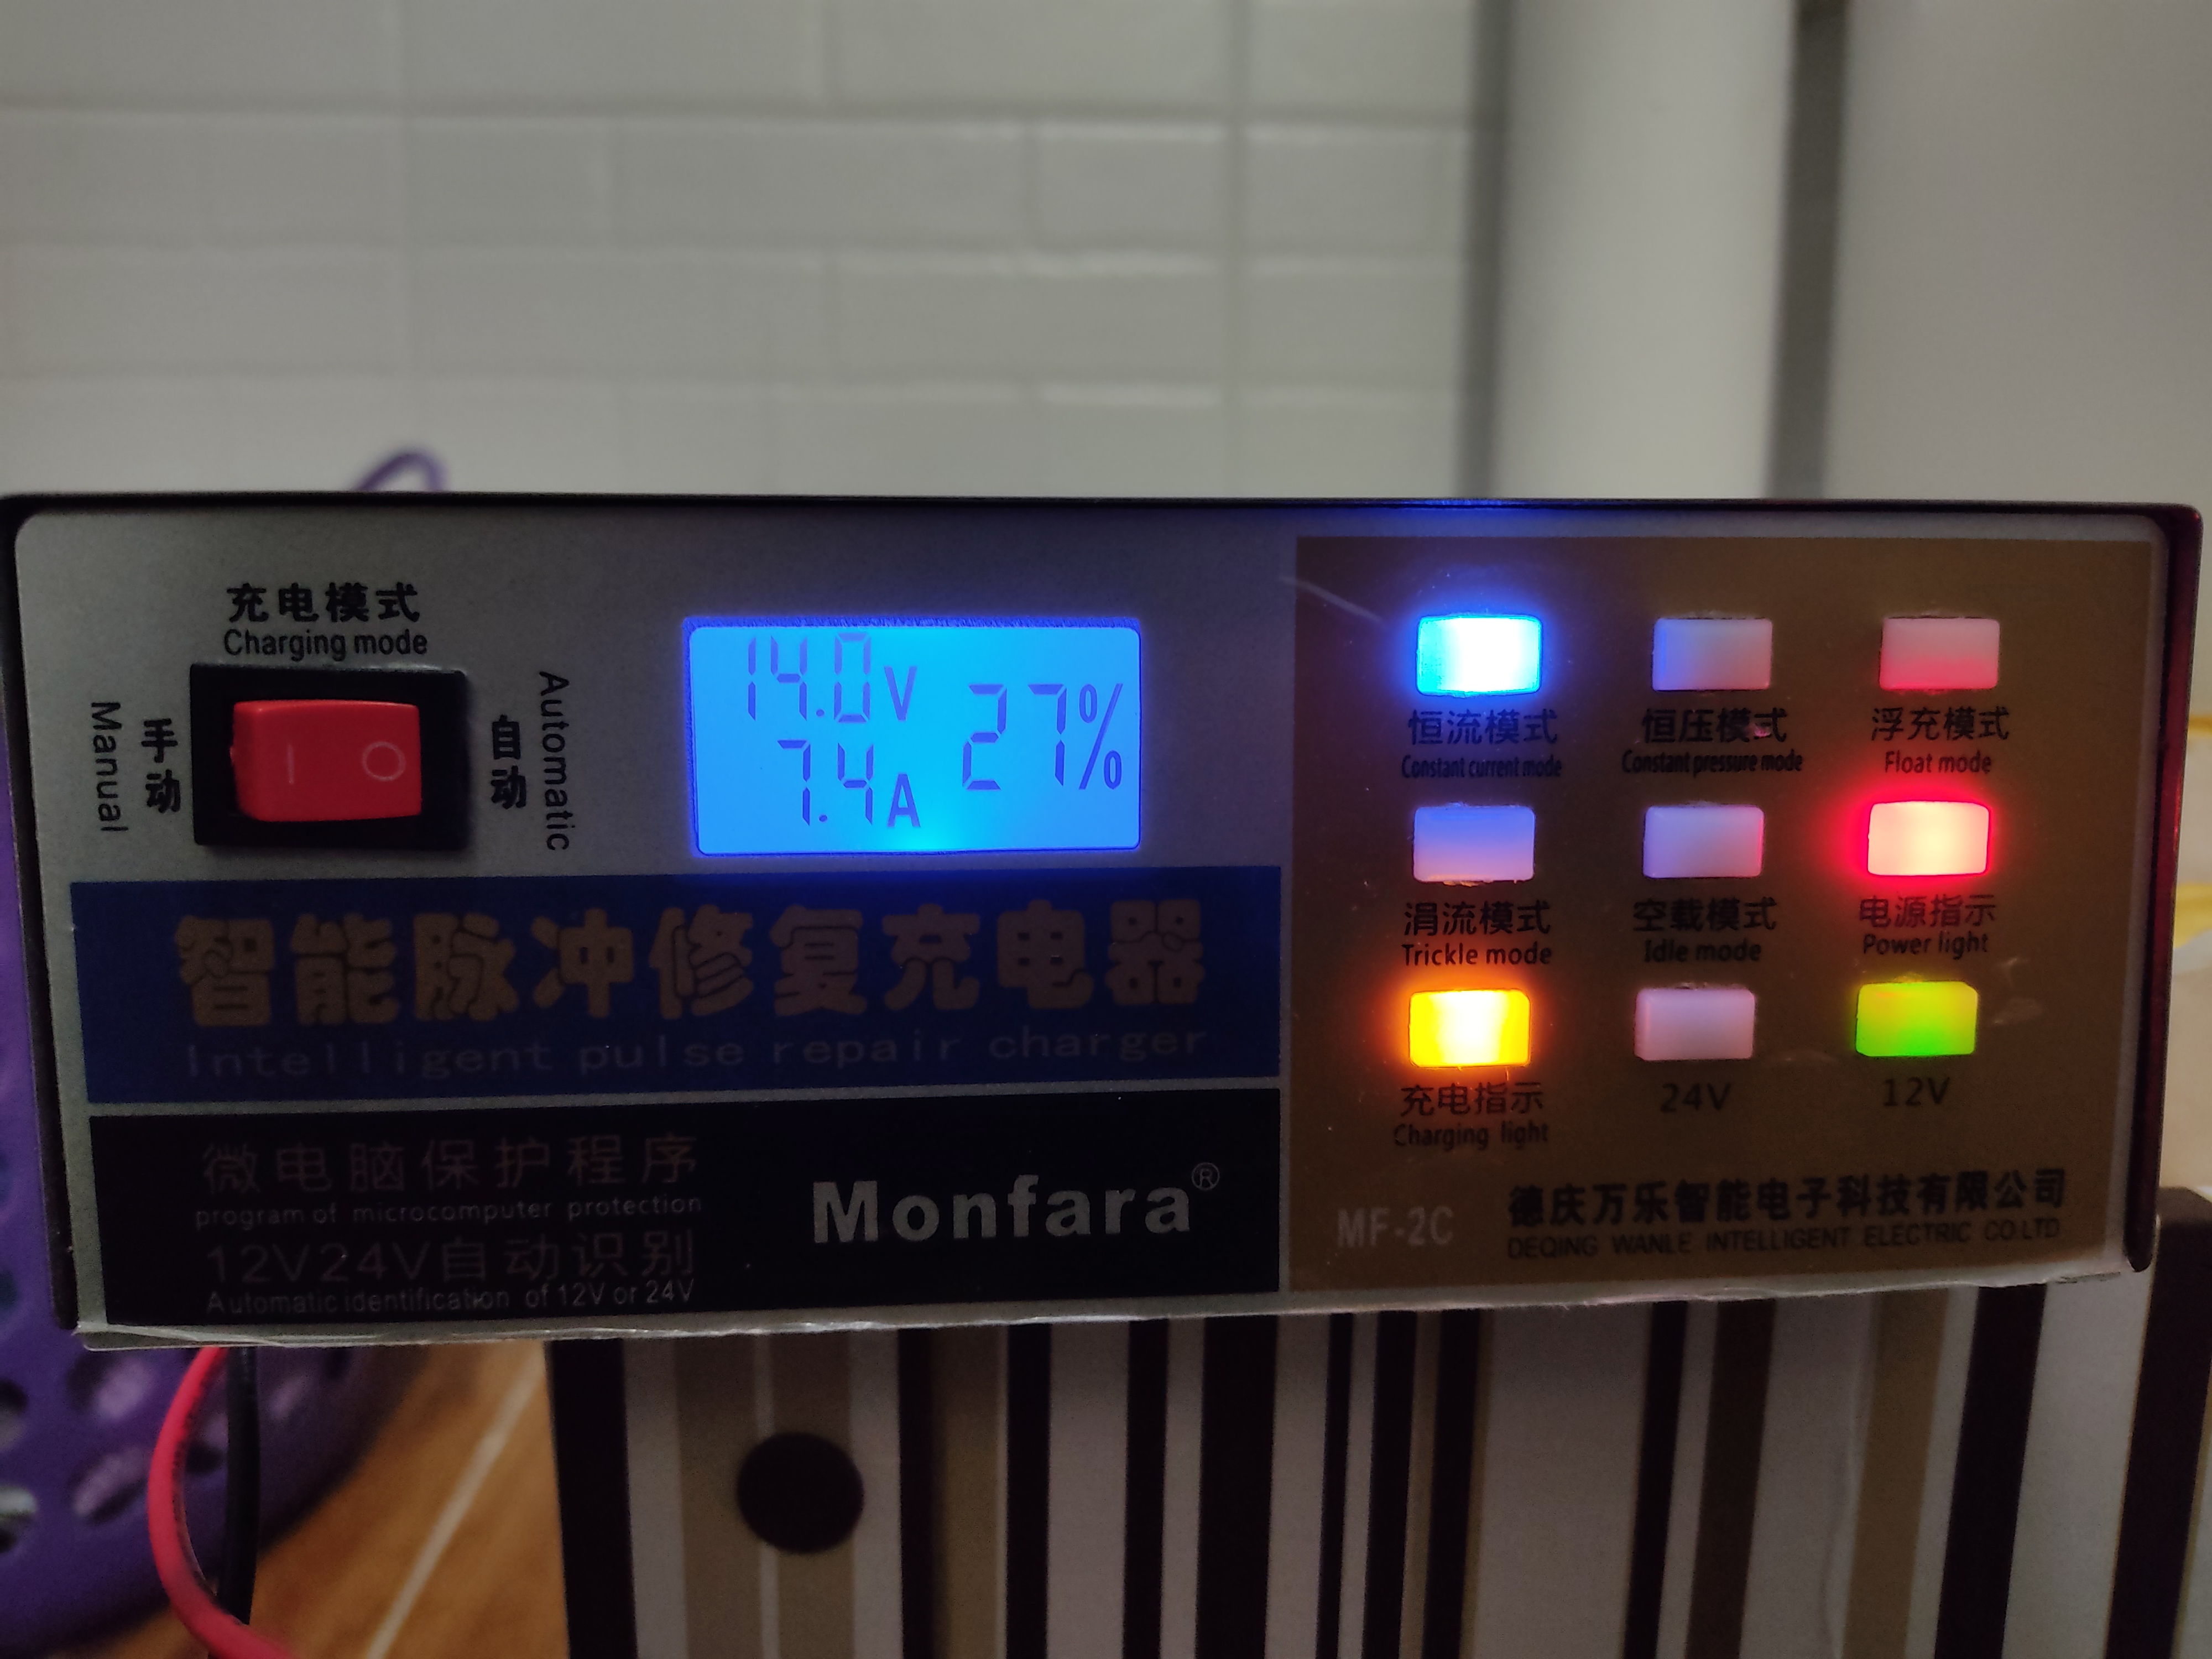 充电模式
Charging mode
Manual
手动
自动
Automatic
14.0V
7.4A
27%
恒流模式
Constant current mode
恒压模式
Constant pressure mode
浮充模式
Float mode
涓流模式
Trickle mode
空载模式
Idle mode
电源指示
Power light
充电指示
Charging light
24V
12V
智能脉冲修复充电器
Intelligent pulse repair charger
微电脑保护程序
program of microcomputer protection
12V24V自动识别
Automatic identification of 12V or 24V
Monfara®
MF-2C
德庆万乐智能电子科技有限公司
DEQING WANLE INTELLIGENT ELECTRIC CO.LTD